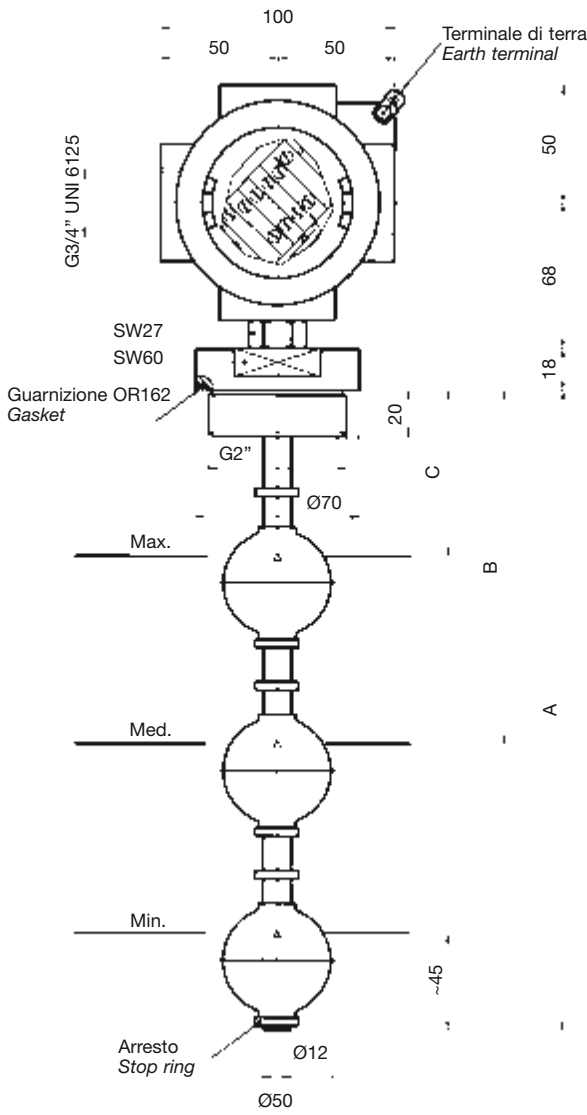 100
Terminale di terra
Earth terminal
50
50
50
G3/4" UNI 6125
68
SW27
SW60
18
Guarnizione OR162
Gasket
20
G2"
C
Ø70
Max.
B
A
Med.
Min.
~45
Arresto
Stop ring
Ø12
Ø50